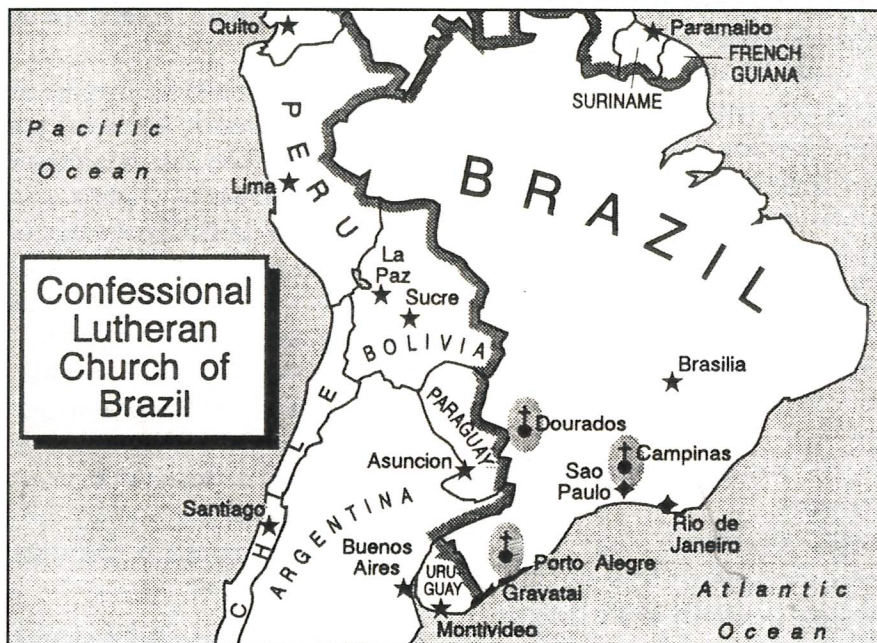 Quito
Paramaibo
FRENCH
GUIANA
SURINAME
Pacific
Ocean
PERU
BRAZIL
Lima
La
Paz
Sucre
BOLIVIA
Confessional
Lutheran
Church of
Brazil
Brasilia
PARAGUAY
Dourados
Campinas
Sao
Paulo
Asuncion
CHILE
Santiago
ARGENTINA
Rio de
Janeiro
Buenos
Aires
URU-
GUAY
Porto Alegre
Gravatai
Montivideo
Atlantic
Ocean